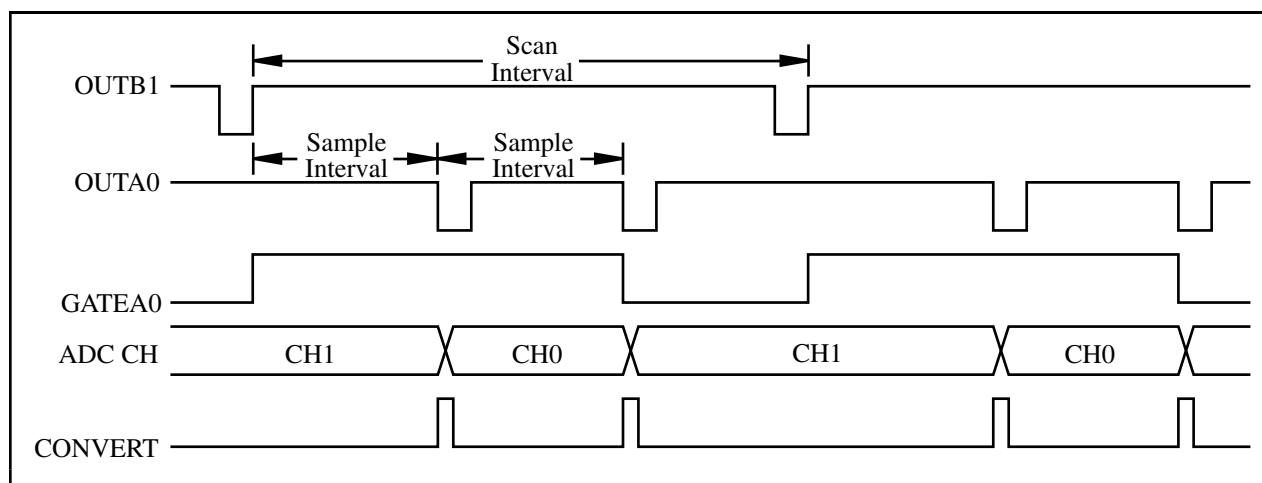 Scan
Interval
OUTB1
Sample
Interval
Sample
Interval
OUTA0
GATEA0
ADC CH
CH1
CH0
CH1
CH0
CONVERT